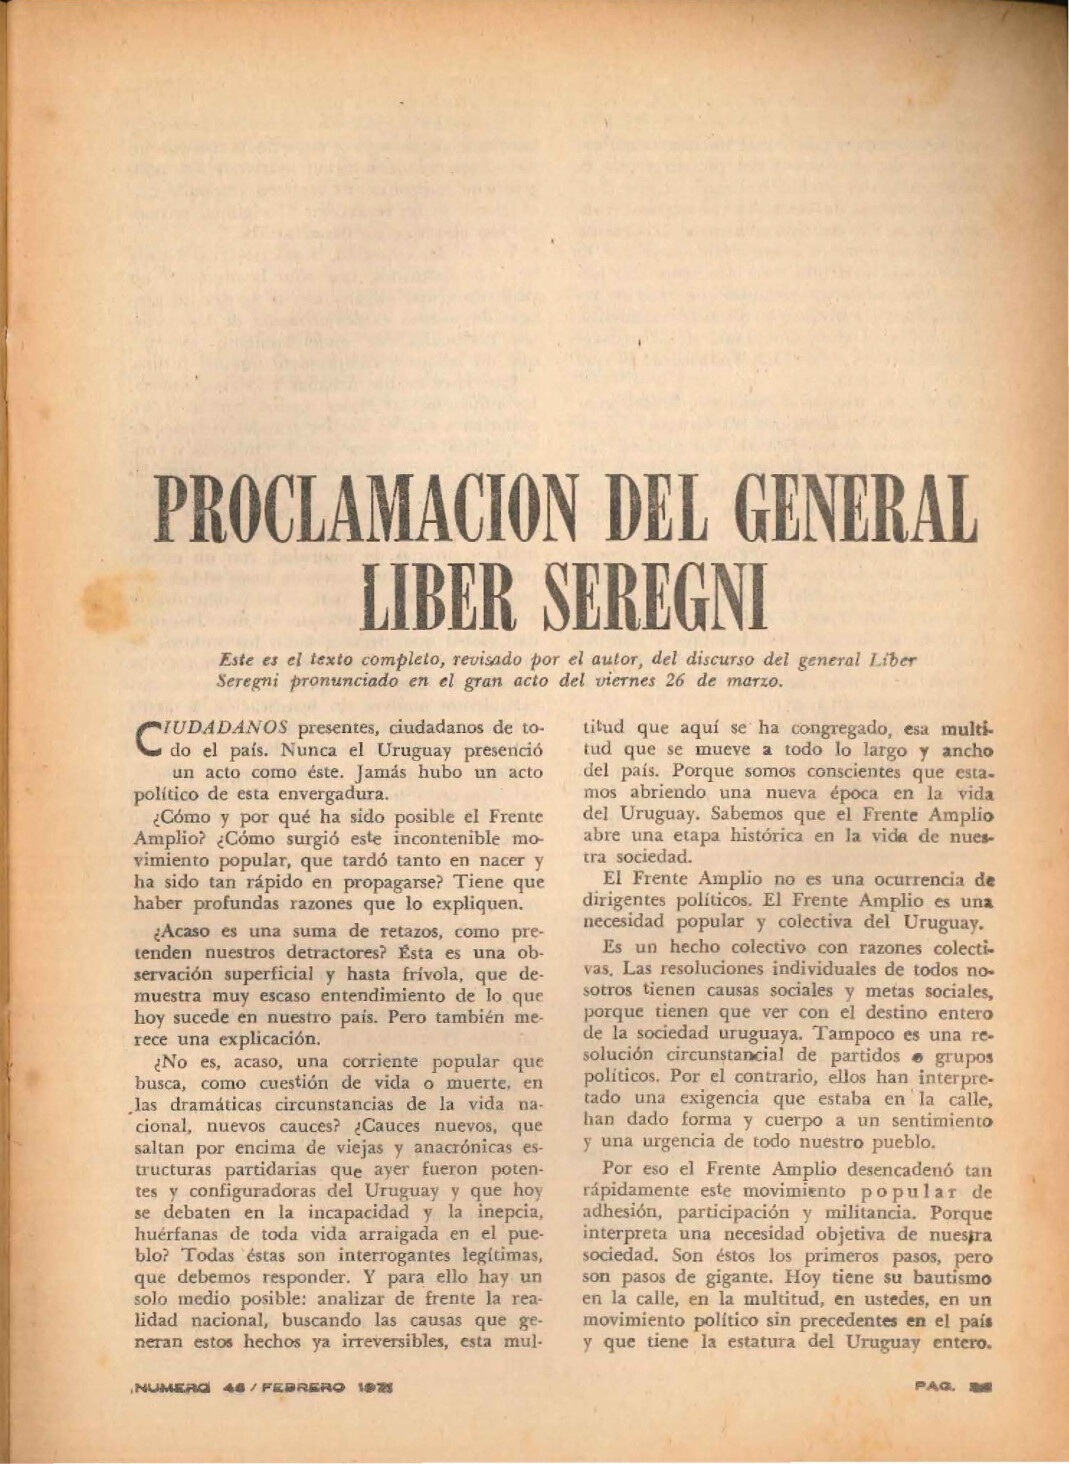 PROCLAMACION DEL GENERAL
LIBER SEREGNI
Este es el texto completo, revisado por el autor, del discurso del general Líber
Seregni pronunciado en el gran acto del viernes 26 de marzo.
CIUDADANOS presentes, ciudadanos de to-
do el país. Nunca el Uruguay presenció
un acto como éste. Jamás hubo un acto
político de esta envergadura.
¿Cómo y por qué ha sido posible el Frente
Amplio? ¿Cómo surgió este incontenible mo-
vimiento popular, que tardó tanto en nacer y
ha sido tan rápido en propagarse? Tiene que
haber profundas razones que lo expliquen.
¿Acaso es una suma de retazos, como pre-
tenden nuestros detractores? Ésta es una ob-
servación superficial y hasta frívola, que de-
muestra muy escaso entendimiento de lo que
hoy sucede en nuestro país. Pero también me-
rece una explicación.
¿No es, acaso, una corriente popular que
busca, como cuestión de vida o muerte, en
las dramáticas circunstancias de la vida na-
cional, nuevos cauces? ¿Cauces nuevos, que
saltan por encima de viejas y anacrónicas es-
tructuras partidarias que ayer fueron poten-
tes y configuradoras del Uruguay y que hoy
se debaten en la incapacidad y la inepcia,
huérfanas de toda vida arraigada en el pue-
blo? Todas éstas son interrogantes legítimas,
que debemos responder. Y para ello hay un
solo medio posible: analizar de frente la rea-
lidad nacional, buscando las causas que ge-
neran estos hechos ya irreversibles, esta mul-
titud que aquí se ha congregado, esa multi-
tud que se mueve a todo lo largo y ancho
del país. Porque somos conscientes que esta-
mos abriendo una nueva época en la vida
del Uruguay. Sabemos que el Frente Amplio
abre una etapa histórica en la vida de nues-
tra sociedad.
El Frente Amplio no es una ocurrencia de
dirigentes políticos. El Frente Amplio es una
necesidad popular y colectiva del Uruguay.
Es un hecho colectivo con razones colecti-
vas. Las resoluciones individuales de todos no-
sotros tienen causas sociales y metas sociales,
porque tienen que ver con el destino entero
de la sociedad uruguaya. Tampoco es una re-
solución circunstancial de partidos o grupos
políticos. Por el contrario, ellos han interpre-
tado una exigencia que estaba en la calle,
han dado forma y cuerpo a un sentimiento
y una urgencia de todo nuestro pueblo.
Por eso el Frente Amplio desencadenó tan
rápidamente este movimiento popular de
adhesión, participación y militancia. Porque
interpreta una necesidad objetiva de nuestra
sociedad. Son éstos los primeros pasos, pero
son pasos de gigante. Hoy tiene su bautismo
en la calle, en la multitud, en ustedes, en un
movimiento político sin precedentes en el país
y que tiene la estatura del Uruguay entero.
NUMERO 46 / FEBRERO 1971
PAG.